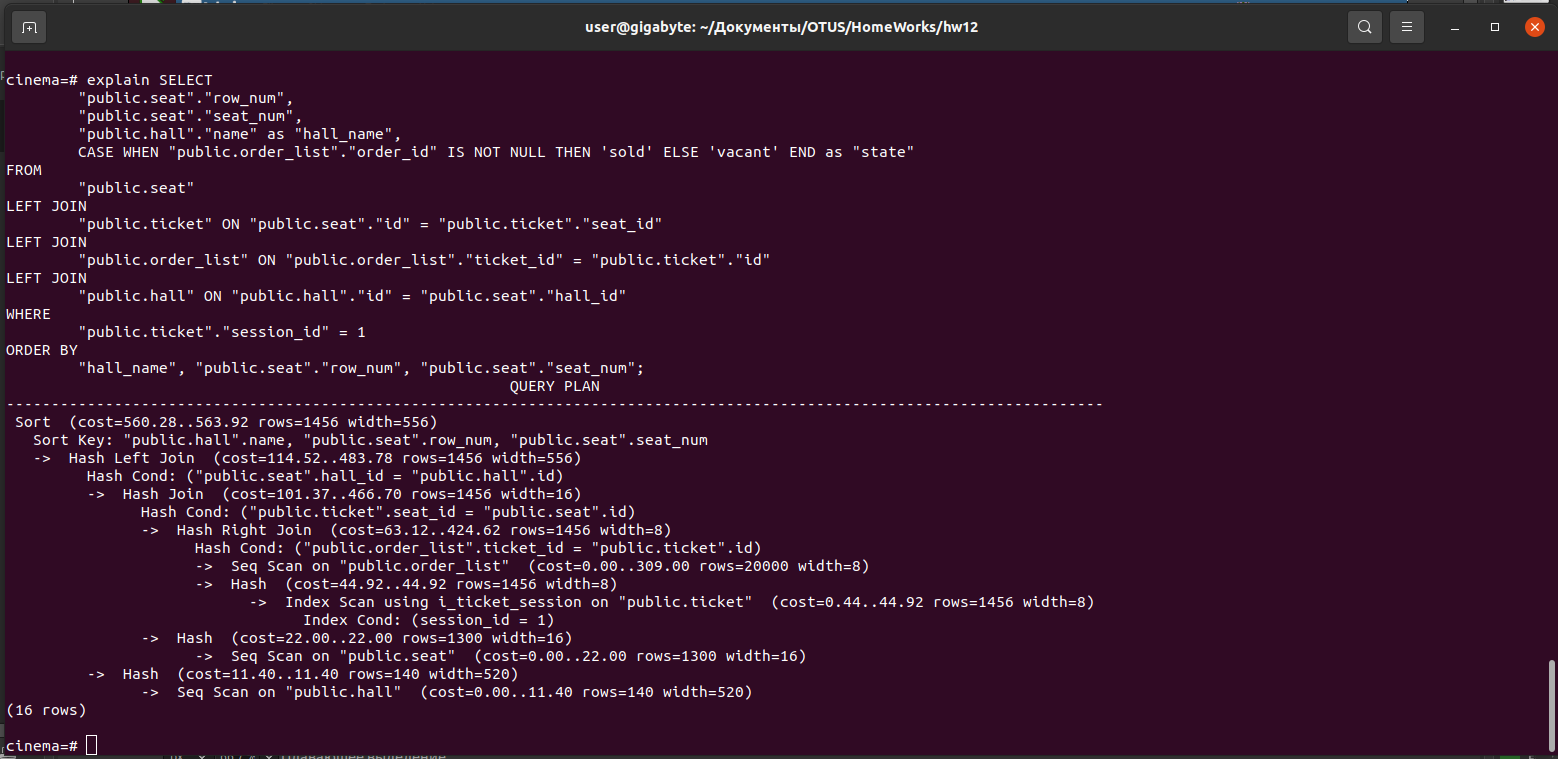 user@gigabyte: ~/Документы/OTUS/HomeWorks/hw12
cinema=# explain SELECT
        "public.seat"."row_num",
        "public.seat"."seat_num",
        "public.hall"."name" as "hall_name",
        CASE WHEN "public.order_list"."order_id" IS NOT NULL THEN 'sold' ELSE 'vacant' END as "state"
FROM
        "public.seat"
LEFT JOIN
        "public.ticket" ON "public.seat"."id" = "public.ticket"."seat_id"
LEFT JOIN
        "public.order_list" ON "public.order_list"."ticket_id" = "public.ticket"."id"
LEFT JOIN
        "public.hall" ON "public.hall"."id" = "public.seat"."hall_id"
WHERE
        "public.ticket"."session_id" = 1
ORDER BY
        "hall_name", "public.seat"."row_num", "public.seat"."seat_num";
                                                        QUERY PLAN
--------------------------------------------------------------------------------------------------------------------------
 Sort  (cost=560.28..563.92 rows=1456 width=556)
   Sort Key: "public.hall".name, "public.seat".row_num, "public.seat".seat_num
   ->  Hash Left Join  (cost=114.52..483.78 rows=1456 width=556)
         Hash Cond: ("public.seat".hall_id = "public.hall".id)
         ->  Hash Join  (cost=101.37..466.70 rows=1456 width=16)
               Hash Cond: ("public.ticket".seat_id = "public.seat".id)
               ->  Hash Right Join  (cost=63.12..424.62 rows=1456 width=8)
                     Hash Cond: ("public.order_list".ticket_id = "public.ticket".id)
                     ->  Seq Scan on "public.order_list"  (cost=0.00..309.00 rows=20000 width=8)
                     ->  Hash  (cost=44.92..44.92 rows=1456 width=8)
                           ->  Index Scan using i_ticket_session on "public.ticket"  (cost=0.44..44.92 rows=1456 width=8)
                                 Index Cond: (session_id = 1)
               ->  Hash  (cost=22.00..22.00 rows=1300 width=16)
                     ->  Seq Scan on "public.seat"  (cost=0.00..22.00 rows=1300 width=16)
         ->  Hash  (cost=11.40..11.40 rows=140 width=520)
               ->  Seq Scan on "public.hall"  (cost=0.00..11.40 rows=140 width=520)
(16 rows)
cinema=#